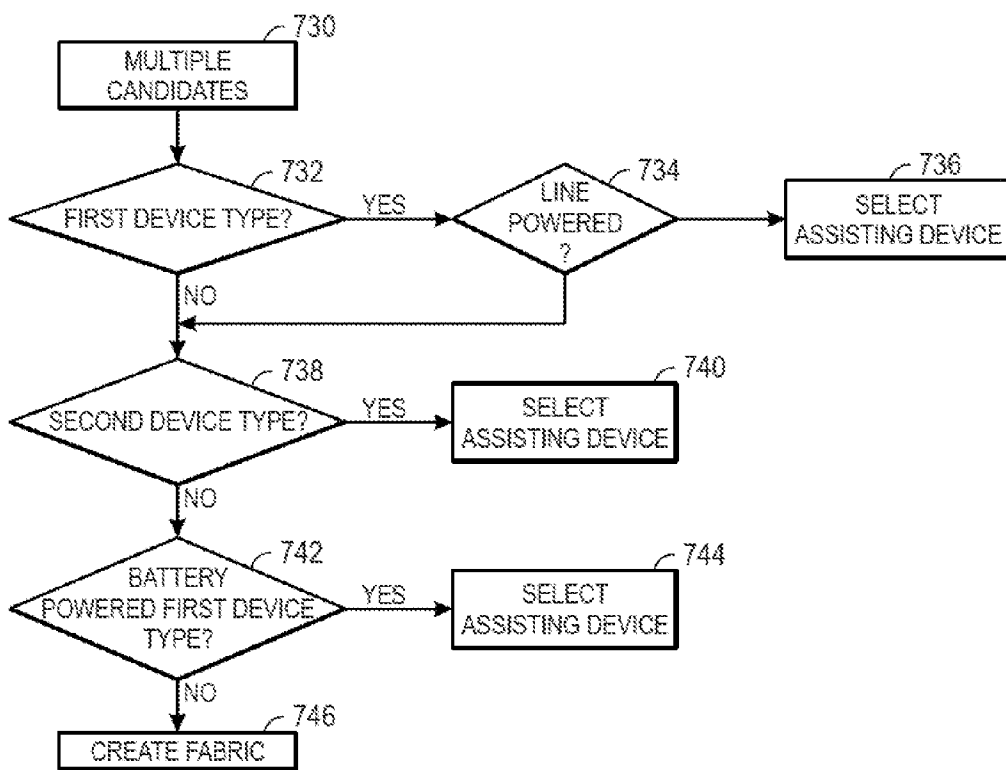 730
MULTIPLE
CANDIDATES
732
FIRST DEVICE TYPE?
YES
734
LINE
POWERED
?
736
SELECT
ASSISTING DEVICE
NO
738
SECOND DEVICE TYPE?
YES
740
SELECT
ASSISTING DEVICE
NO
742
BATTERY
POWERED FIRST DEVICE
TYPE?
YES
744
SELECT
ASSISTING DEVICE
NO
746
CREATE FABRIC